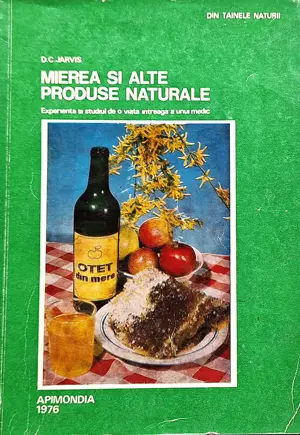 DIN TAINELE NATURII
D.C. JARVIS
MIEREA SI ALTE
PRODUSE NATURALE
Experienta si studiul de o viata intreaga a unui medic
OTET
din mere
APIMONDIA
1976